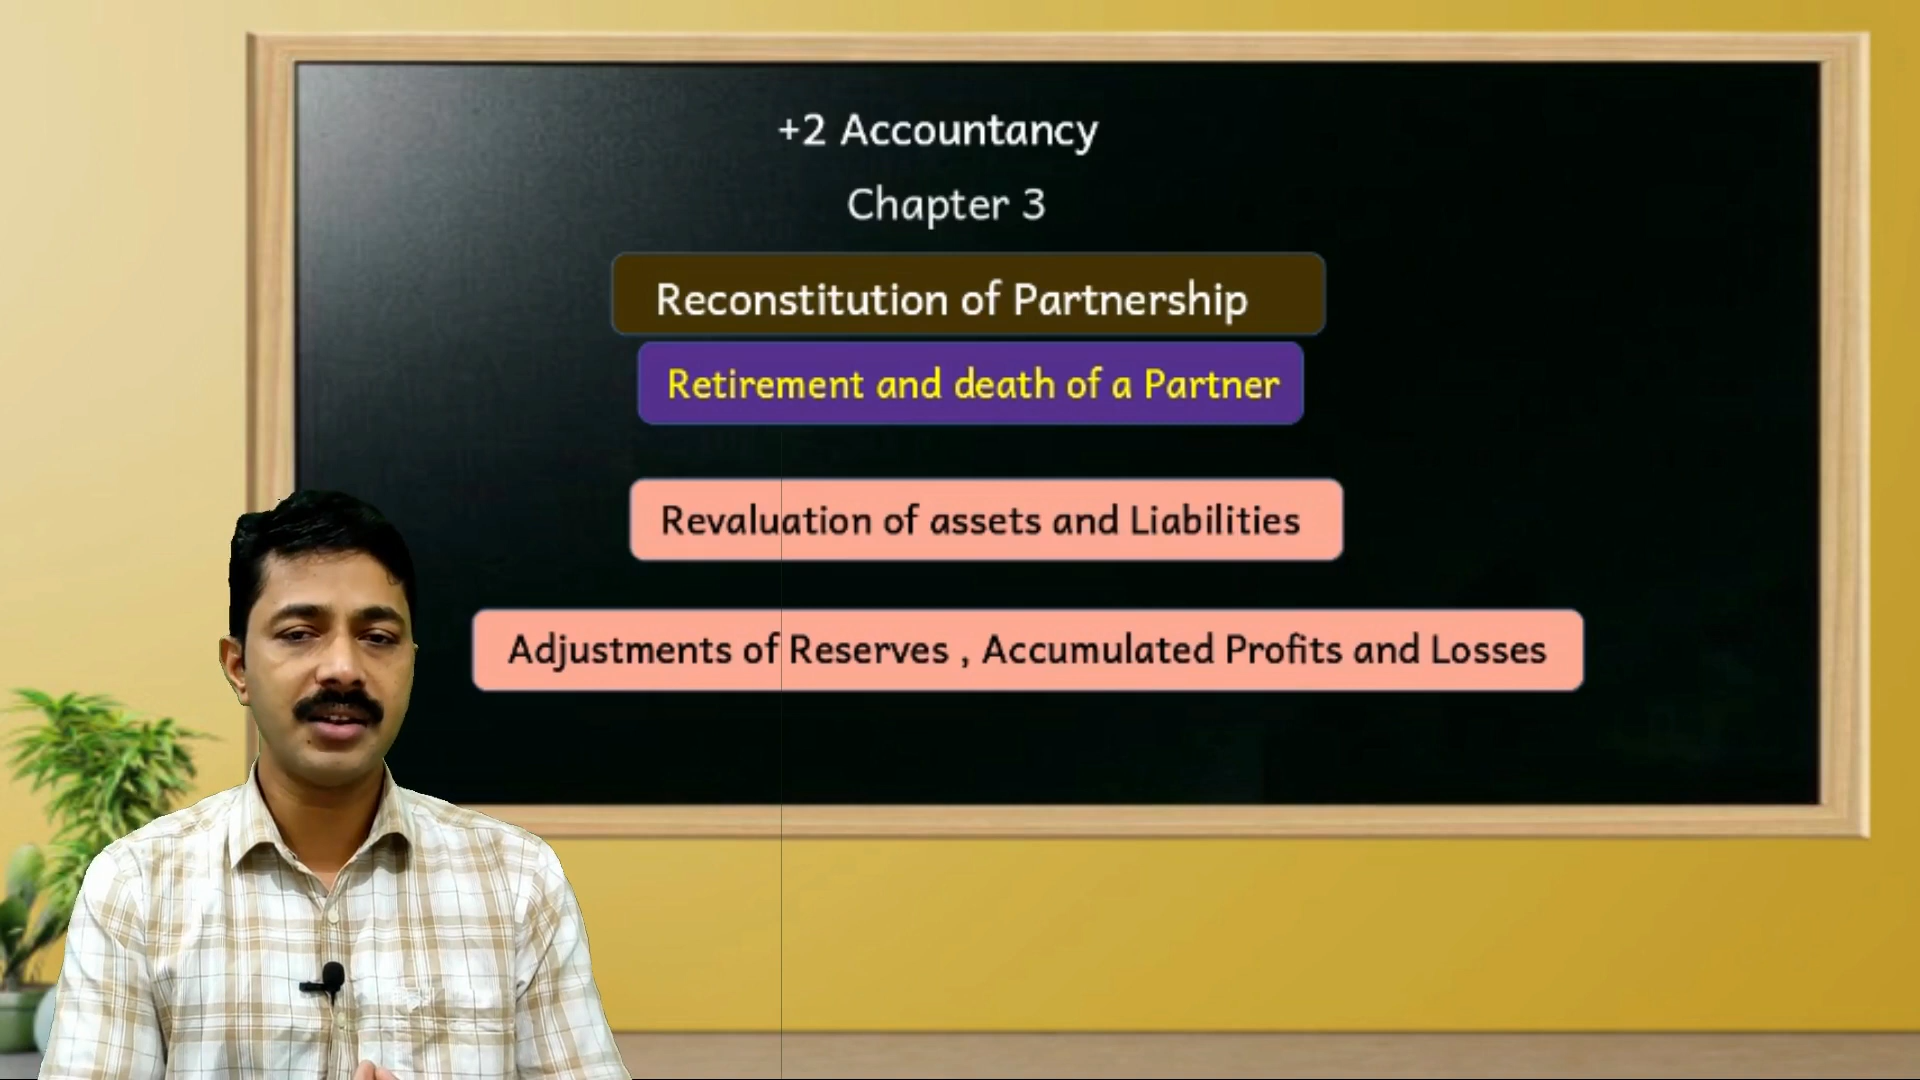 +2 Accountancy
Chapter 3
Reconstitution of Partnership
Retirement and death of a Partner
Revaluation of assets and Liabilities
Adjustments of Reserves , Accumulated Profits and Losses